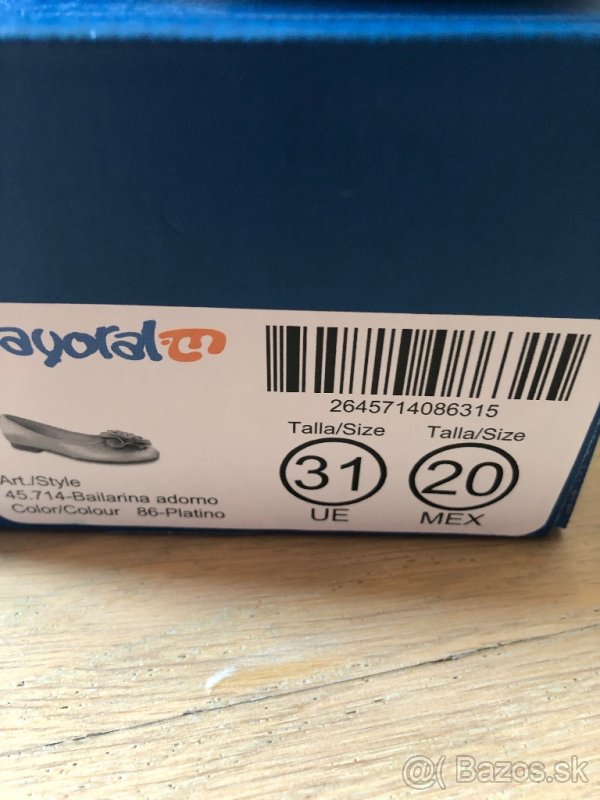 ayoral
2645714086315
Talla/Size Talla/Size
31 20
UE MEX
Art./Style
45.714-Bailarina adorno
Color/Colour 86-Platino
@( Bazos.sk